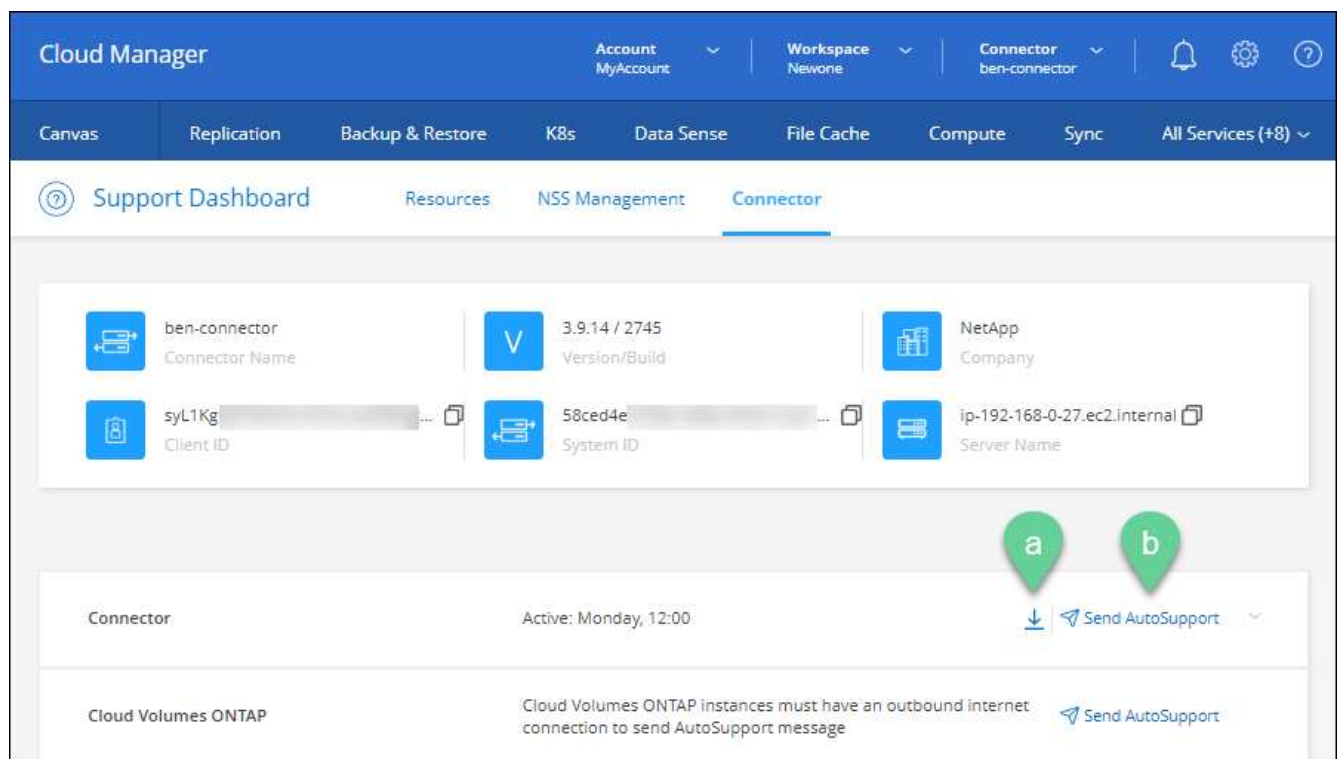 Cloud Manager
Account
MyAccount
Workspace
Newone
Connector
ben-connector
Canvas Replication Backup & Restore K8s Data Sense File Cache Compute Sync All Services (+8)
Support Dashboard Resources NSS Management Connector
ben-connector
Connector Name
V
3.9.14 / 2745
Version/Build
NetApp
Company
syL1Kg ...
Client ID
58ced4e ...
System ID
ip-192-168-0-27.ec2.internal
Server Name
a b
Connector Active: Monday, 12:00 Send AutoSupport
Cloud Volumes ONTAP
Cloud Volumes ONTAP instances must have an outbound internet
connection to send AutoSupport message
Send AutoSupport